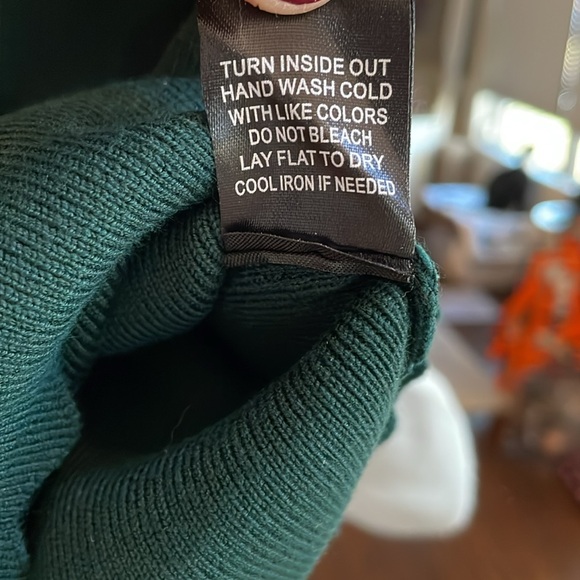 TURN INSIDE OUT
HAND WASH COLD
WITH LIKE COLORS
DO NOT BLEACH
LAY FLAT TO DRY
COOL IRON IF NEEDED